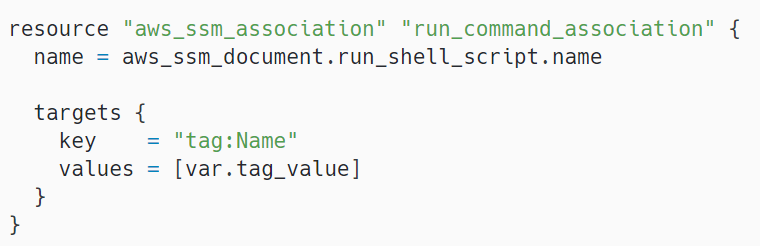 resource "aws_ssm_association" "run_command_association" {
  name = aws_ssm_document.run_shell_script.name

  targets {
    key    = "tag:Name"
    values = [var.tag_value]
  }
}